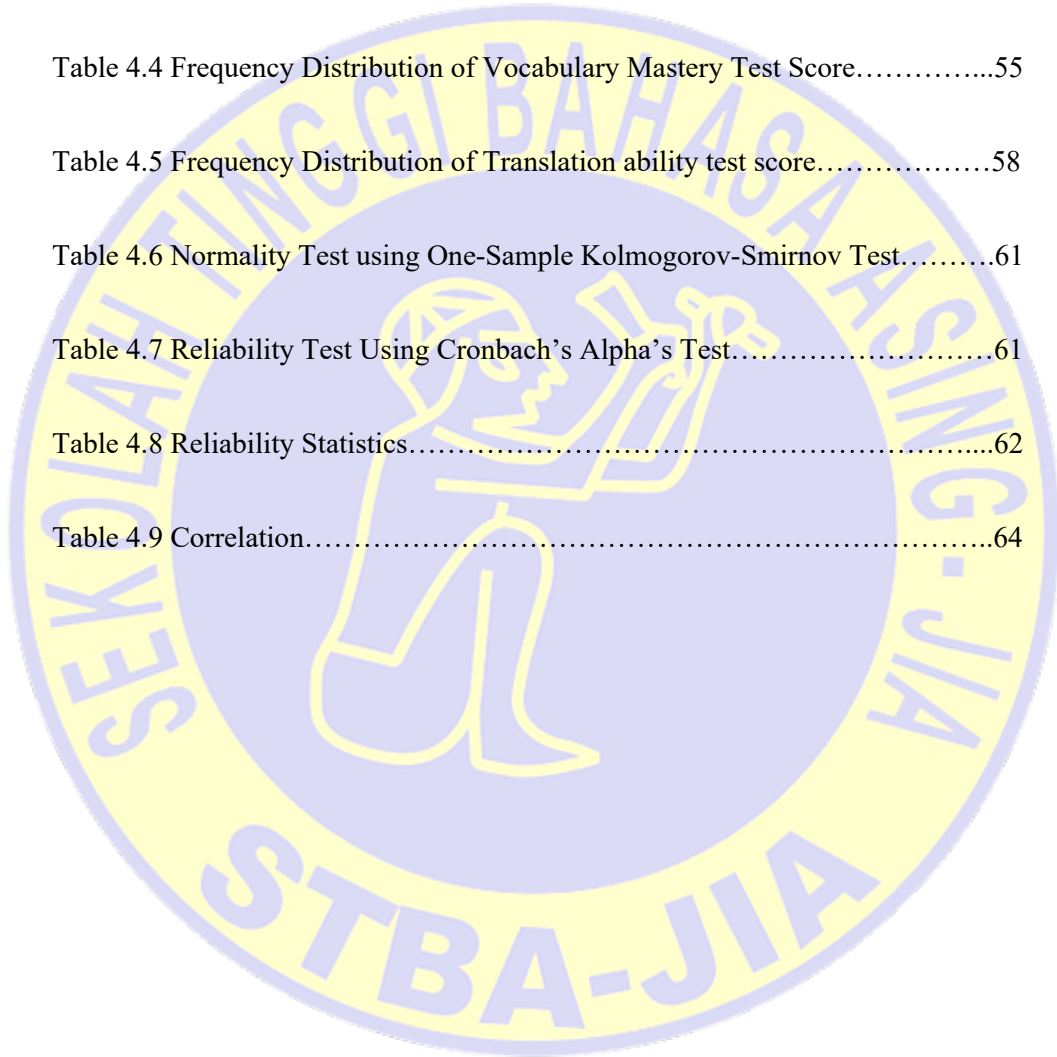 Table 4.4 Frequency Distribution of Vocabulary Mastery Test Score…………...55
Table 4.5 Frequency Distribution of Translation ability test score………………58
Table 4.6 Normality Test using One-Sample Kolmogorov-Smirnov Test……….61
Table 4.7 Reliability Test Using Cronbach’s Alpha’s Test……………………61
Table 4.8 Reliability Statistics…………………………………………………....62
Table 4.9 Correlation……………………………………………………………..64
SEKOLAH TINGGI BAHASA ASING - JIA
STBA-JIA